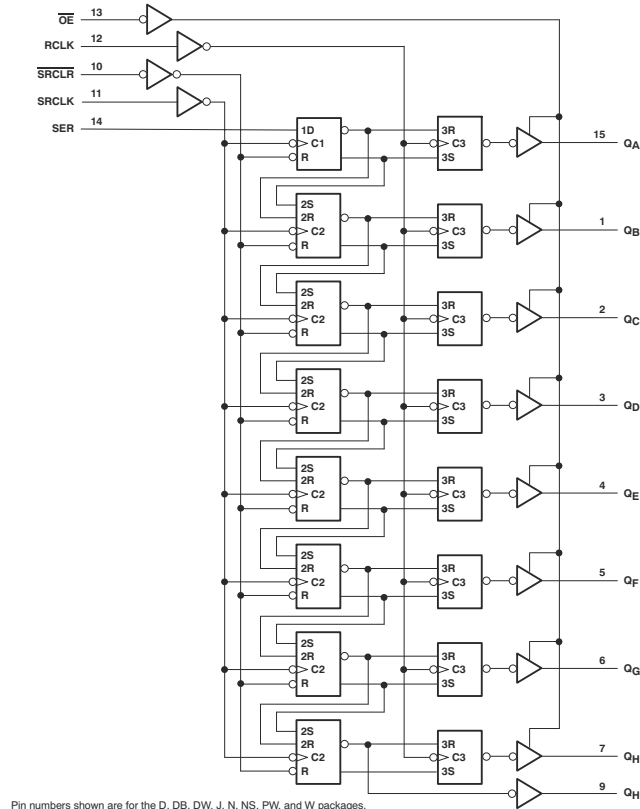 OE 13
RCLK 12
SRCLR 10
SRCLK 11
SER 14
1D
C1
R
3R
C3
3S
15 QA
2S
2R
C2
R
3R
C3
3S
1 QB
2S
2R
C2
R
3R
C3
3S
2 QC
2S
2R
C2
R
3R
C3
3S
3 QD
2S
2R
C2
R
3R
C3
3S
4 QE
2S
2R
C2
R
3R
C3
3S
5 QF
2S
2R
C2
R
3R
C3
3S
6 QG
2S
2R
C2
R
3R
C3
3S
7 QH
9 QH
Pin numbers shown are for the D, DB, DW, J, N, NS, PW, and W packages.